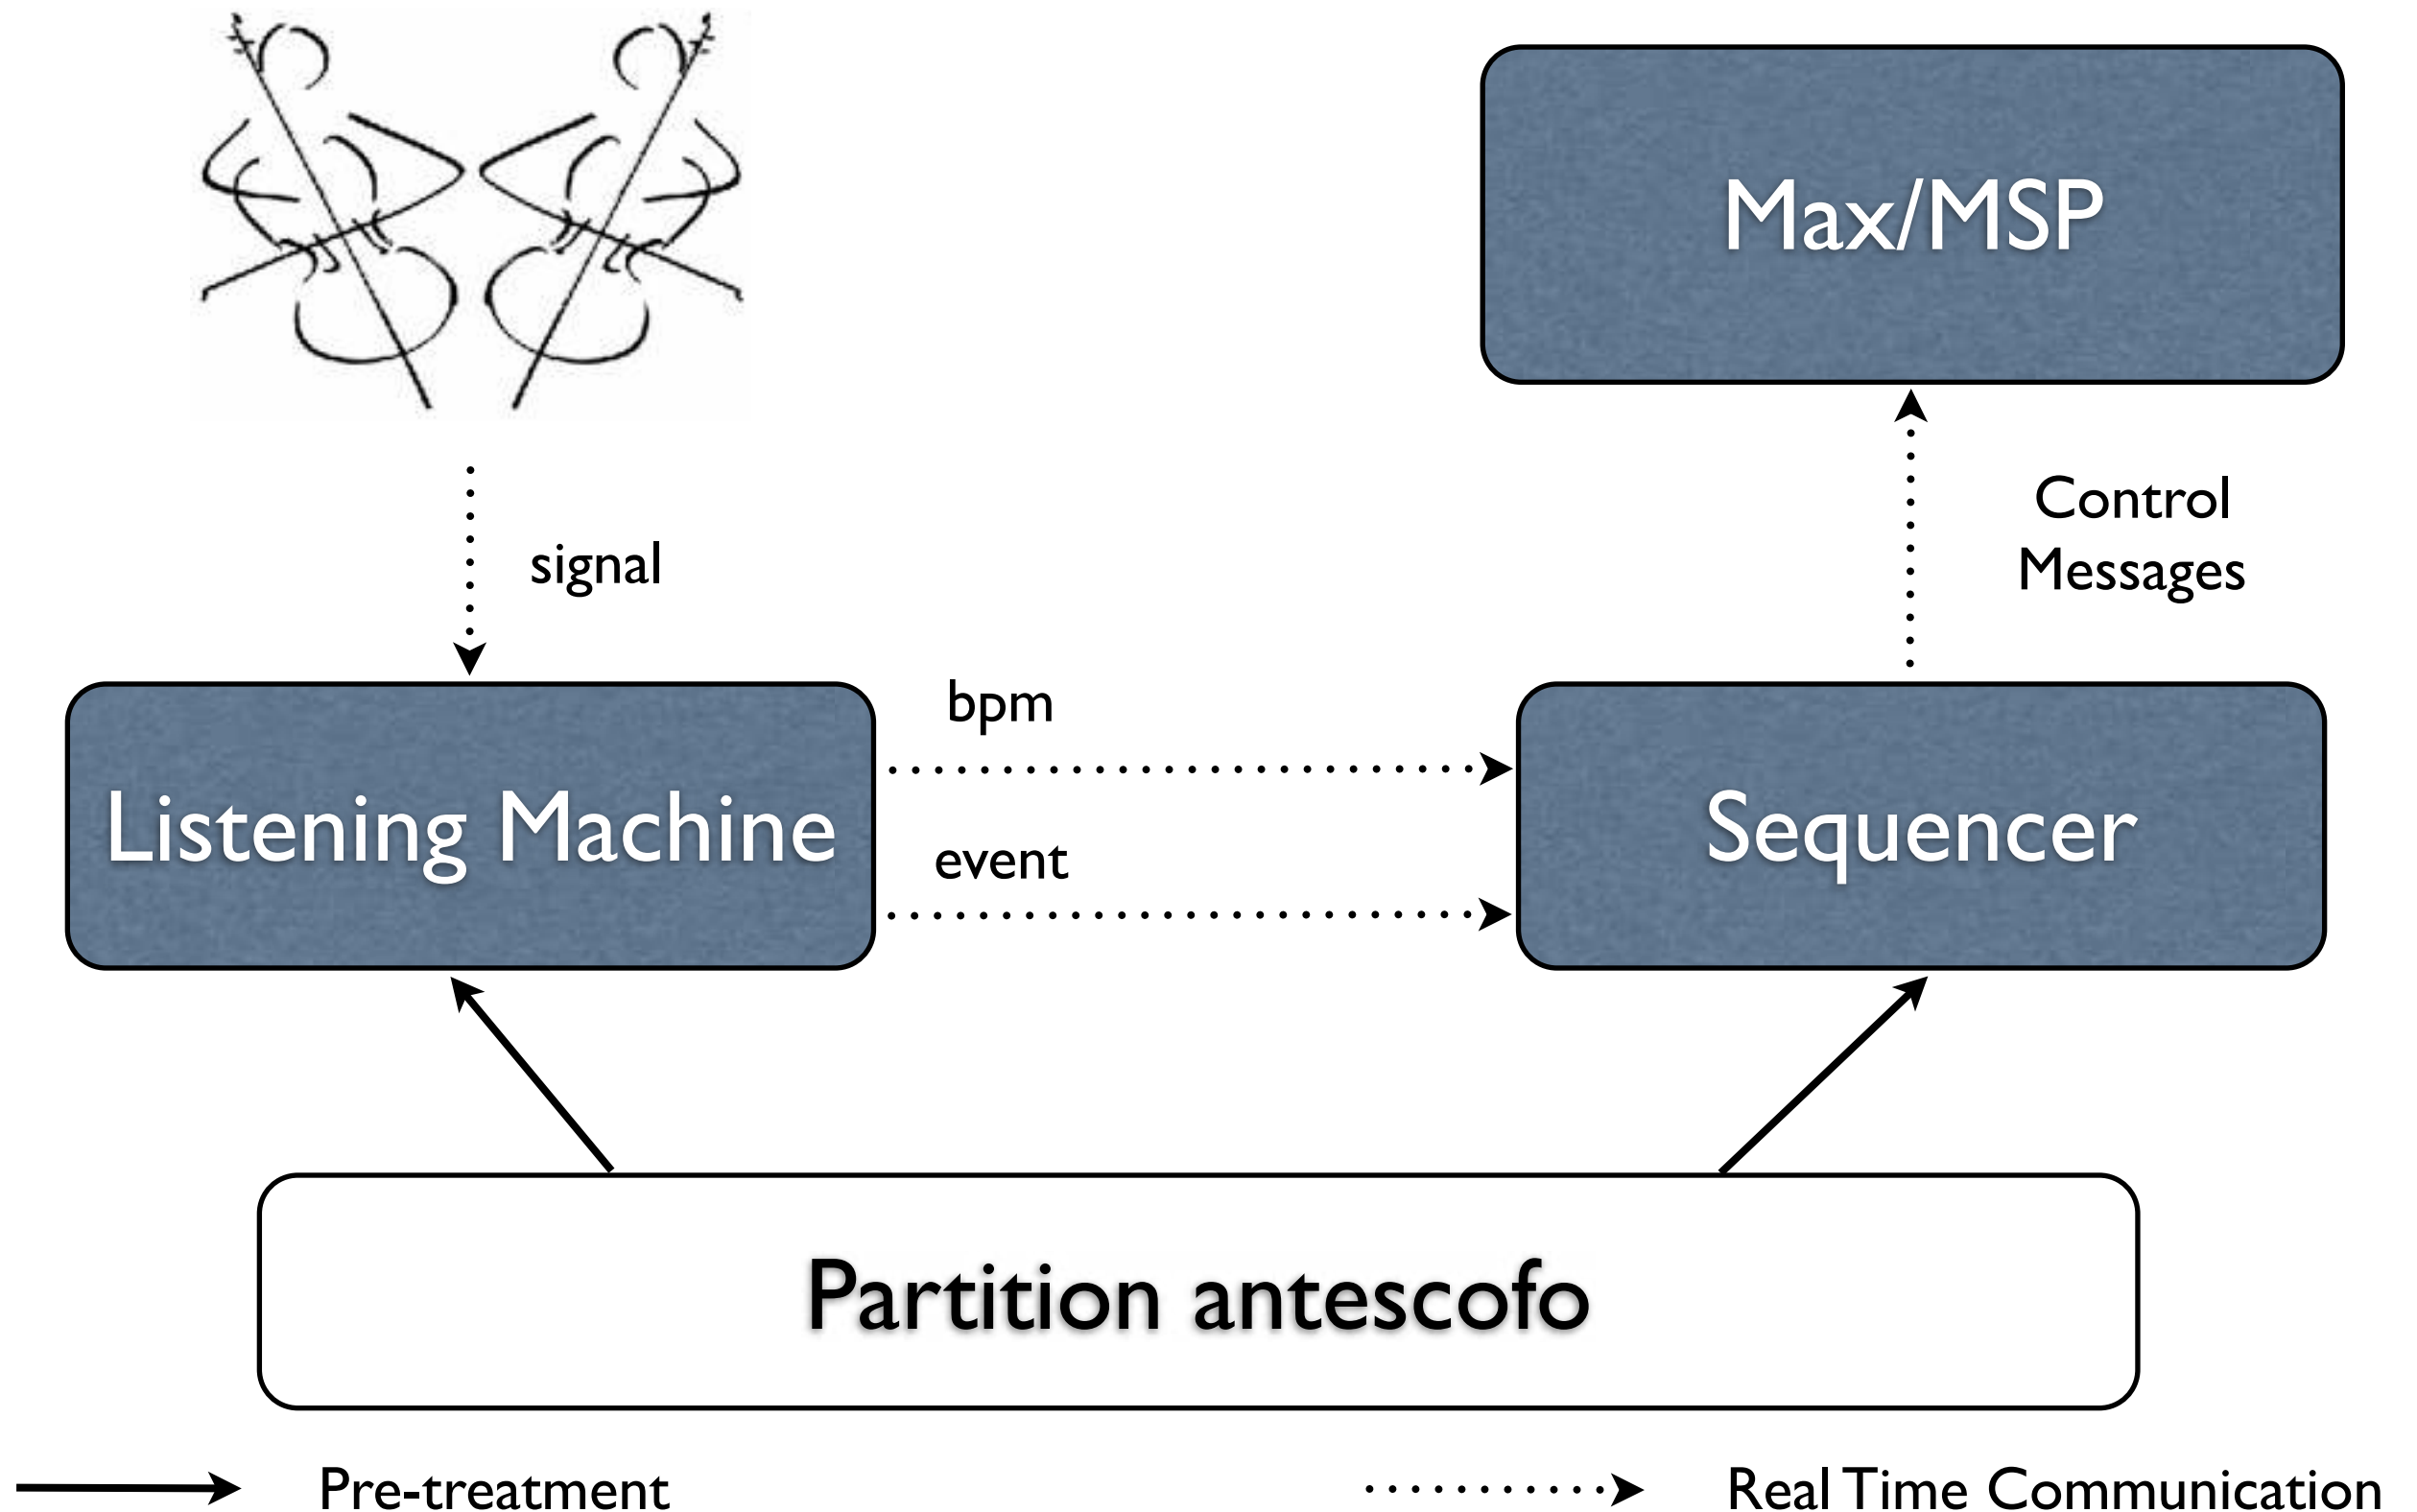 Max/MSP
signal
Control
Messages
bpm
Listening Machine
event
Sequencer
Partition antescofo
Pre-treatment
Real Time Communication